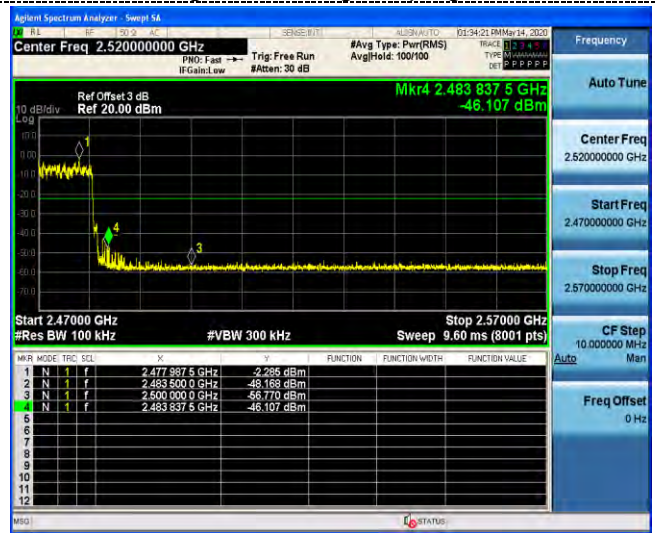 Agilent Spectrum Analyzer - Swept SA
RL RF 50 Ω AC SENSE:INT ALIGN AUTO 01:34:21 PM May 14, 2020
Center Freq 2.520000000 GHz
PNO: Fast
IFGain:Low
Trig: Free Run
#Atten: 30 dB
#Avg Type: Pwr(RMS)
Avg|Hold: 100/100
TRACE 1 2 3 4 5 6
TYPE
DET P P P P P P
Frequency
Auto Tune
Center Freq
2.520000000 GHz
Start Freq
2.470000000 GHz
Stop Freq
2.570000000 GHz
CF Step
10.000000 MHz
Auto Man
Freq Offset
0 Hz
Mkr4 2.483 837 5 GHz
-46.107 dBm
Ref Offset 3 dB
10 dB/div Ref 20.00 dBm
Log
10.0
0.00
-10.0
-20.0
-30.0
-40.0
-50.0
-60.0
-70.0
1
4
3
Start 2.47000 GHz Stop 2.57000 GHz
#Res BW 100 kHz #VBW 300 kHz Sweep 9.60 ms (8001 pts)
MKR MODE TRC SCL X Y FUNCTION FUNCTION WIDTH FUNCTION VALUE
1 N 1 f 2.477 987 5 GHz -2.285 dBm
2 N 1 f 2.483 500 0 GHz -48.168 dBm
3 N 1 f 2.500 000 0 GHz -56.770 dBm
4 N 1 f 2.483 837 5 GHz -46.107 dBm
5
6
7
8
9
10
11
12
MSG STATUS